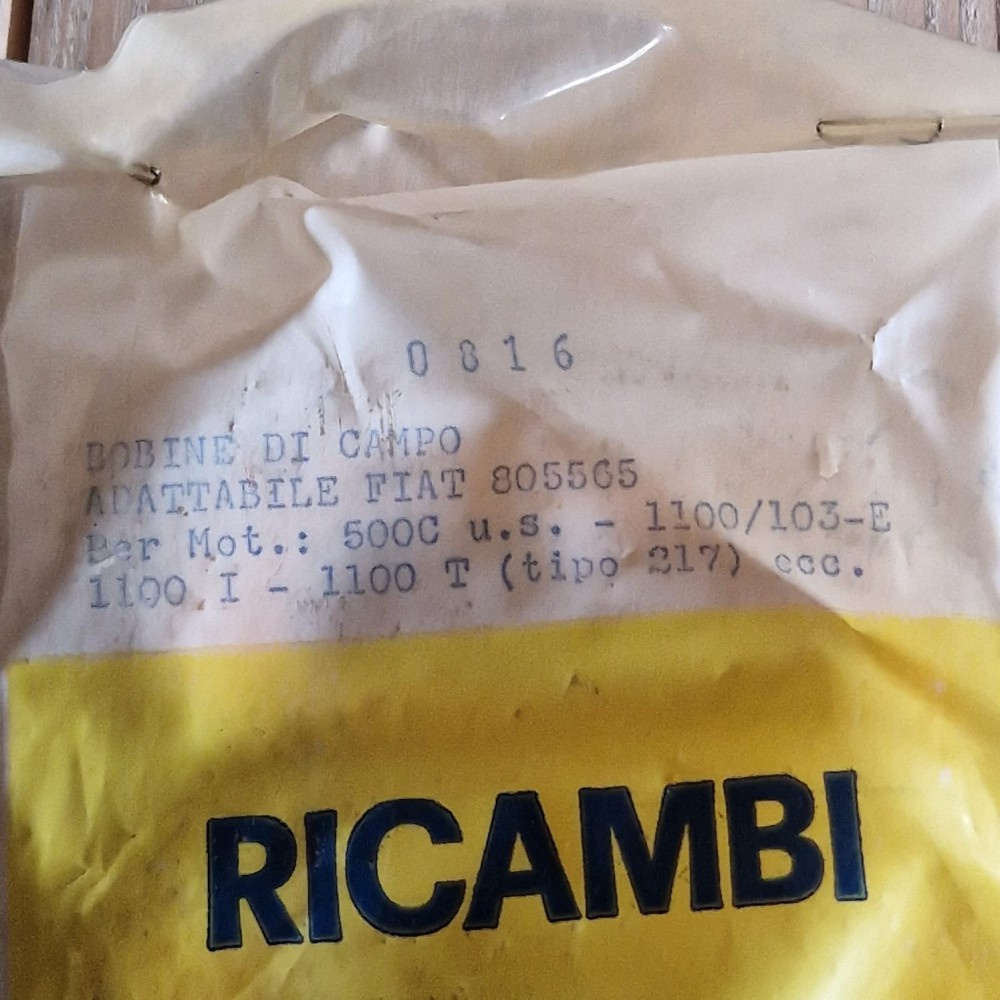 0816
BOBINE DI CAMPO
ADATTABILE FIAT 805565
Per Mot.: 500C u.s. - 1100/103-E
1100 I - 1100 T (tipo 217) ecc.
RICAMBI